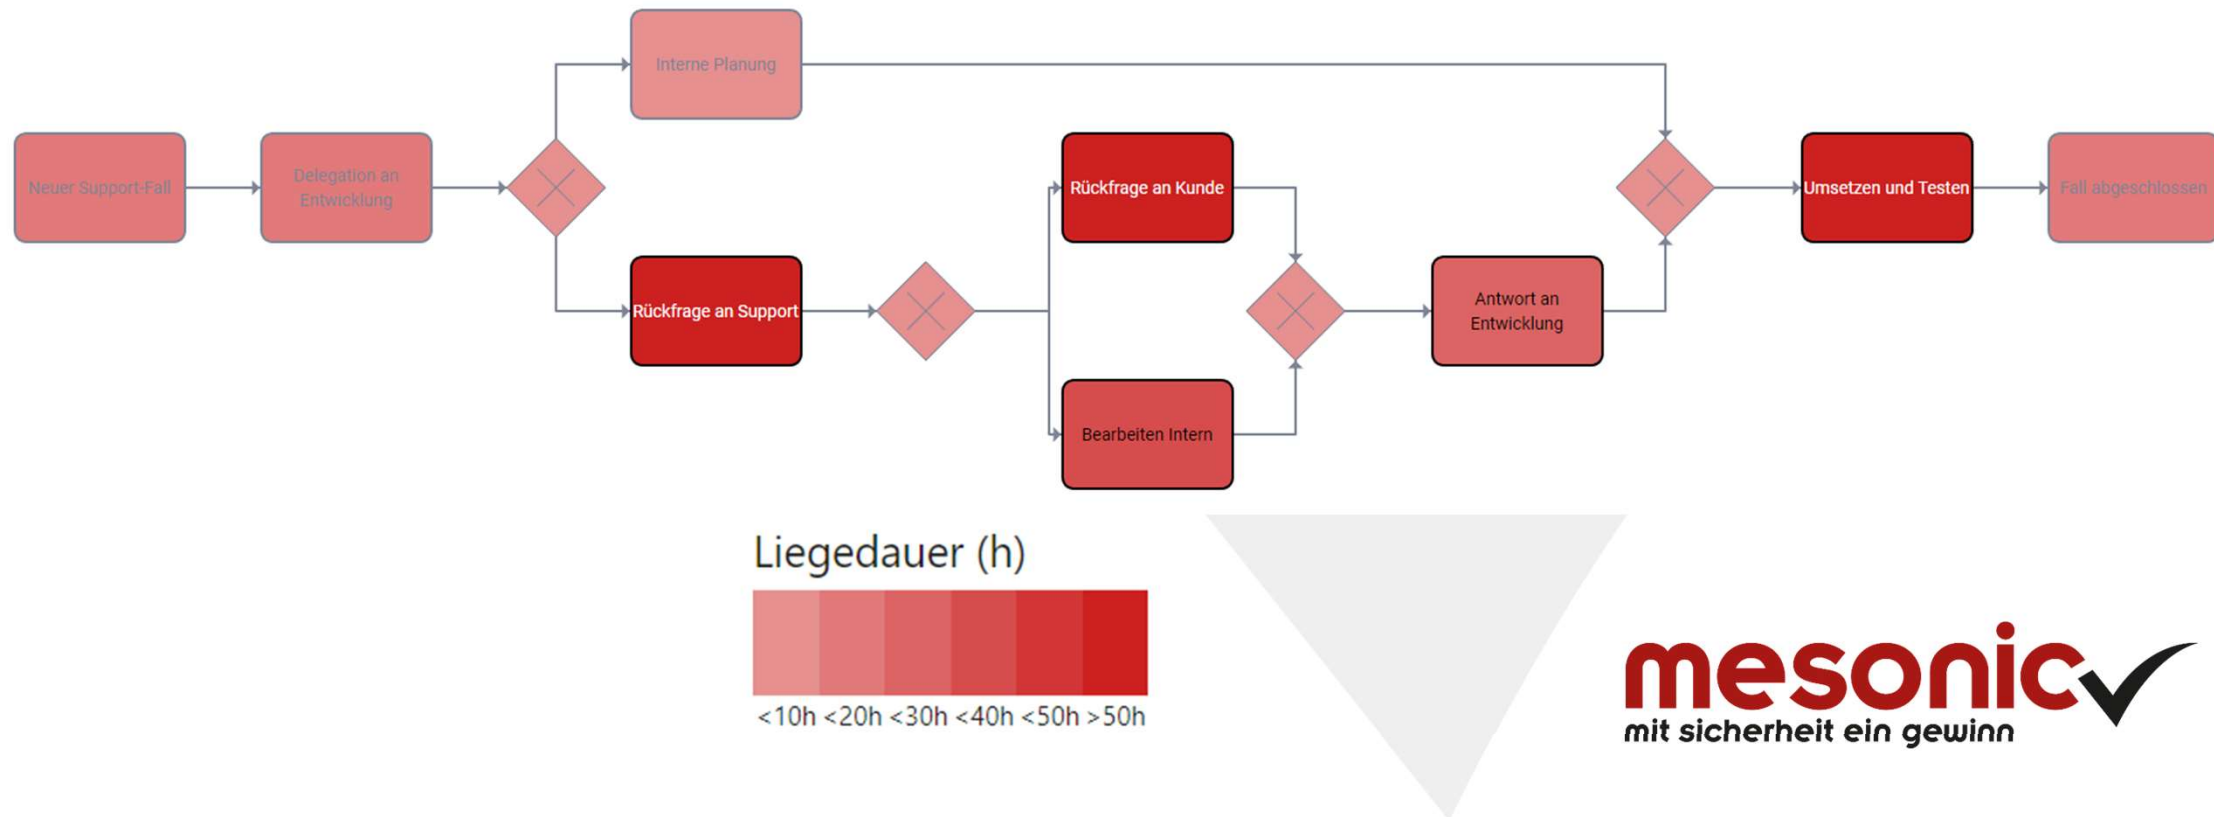 Interne Planung
Neuer Support-Fall
Delegation an
Entwicklung
Rückfrage an Kunde
Umsetzen und Testen
Fall abgeschlossen
Rückfrage an Support
Antwort an
Entwicklung
Bearbeiten Intern
Liegedauer (h)
<10h <20h <30h <40h <50h >50h
mesonic
mit sicherheit ein gewinn